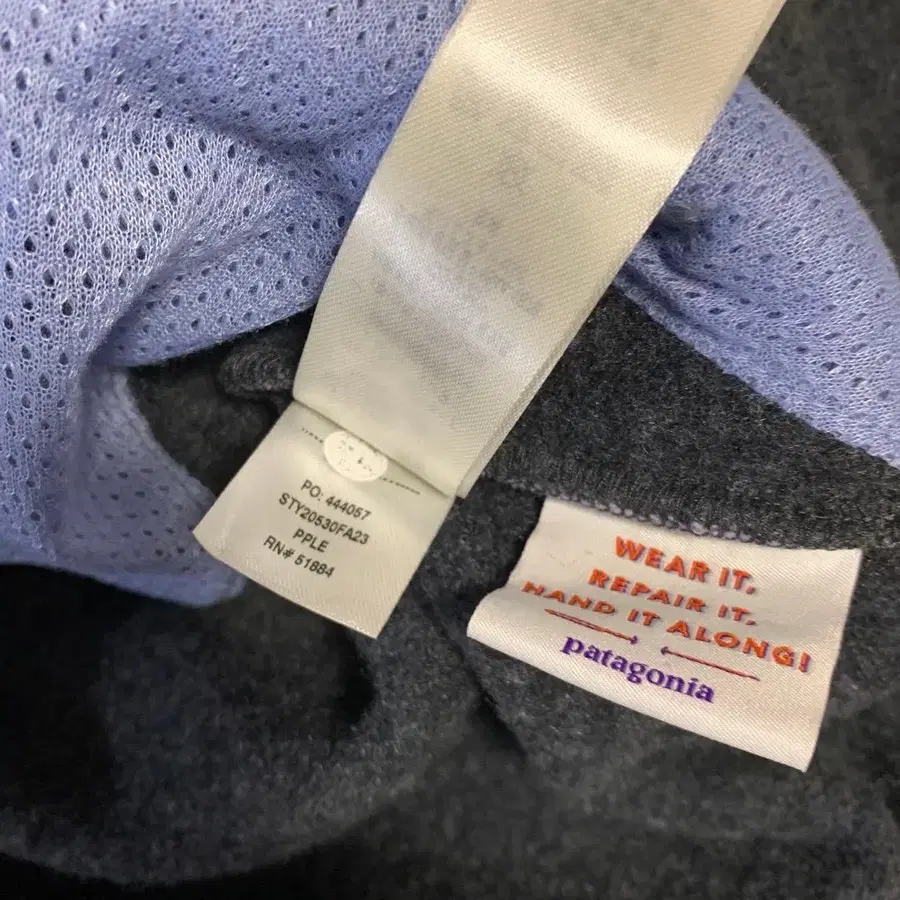 PO: 444057
STY20530FA23
PPLE
RN# 51884
WEAR IT,
REPAIR IT,
HAND IT ALONG!
patagonia